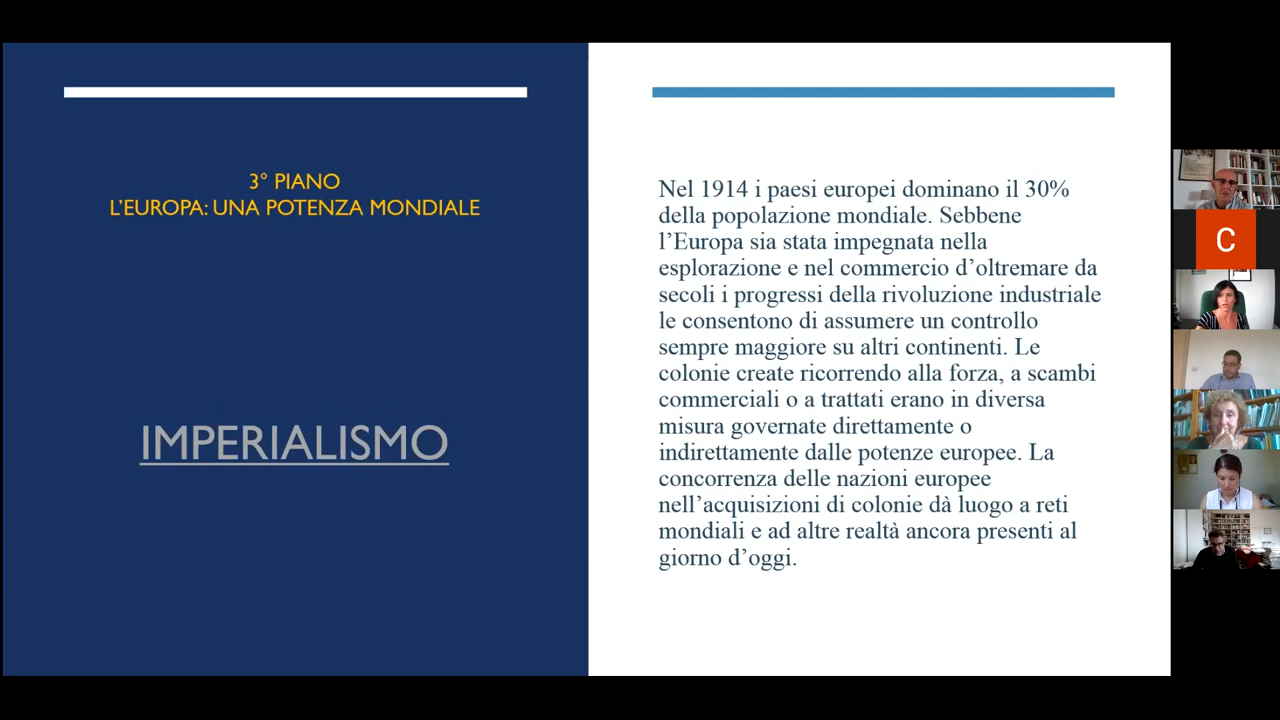 3° PIANO
L'EUROPA: UNA POTENZA MONDIALE
IMPERIALISMO
Nel 1914 i paesi europei dominano il 30%
della popolazione mondiale. Sebbene
l'Europa sia stata impegnata nella
esplorazione e nel commercio d'oltremare da
secoli i progressi della rivoluzione industriale
le consentono di assumere un controllo
sempre maggiore su altri continenti. Le
colonie create ricorrendo alla forza, a scambi
commerciali o a trattati erano in diversa
misura governate direttamente o
indirettamente dalle potenze europee. La
concorrenza delle nazioni europee
nell'acquisizioni di colonie dà luogo a reti
mondiali e ad altre realtà ancora presenti al
giorno d'oggi.
C